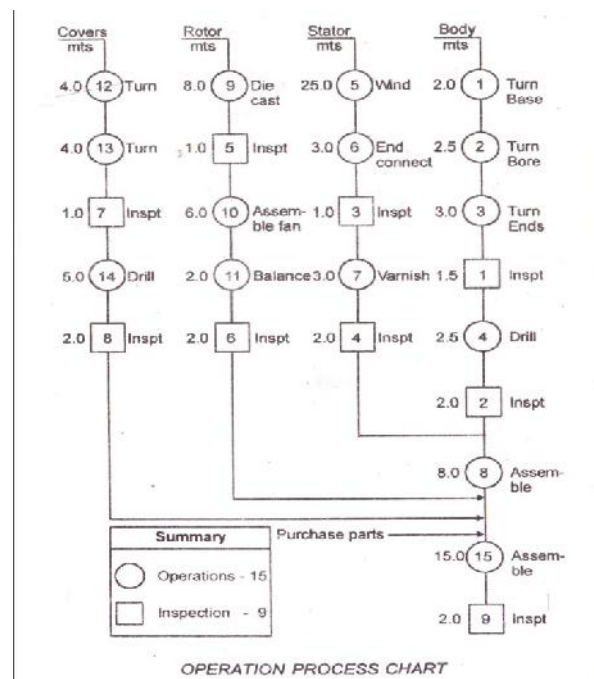 Covers
mts
Rotor
mts
Stator
mts
Body
mts
4.0 12 Turn
8.0 9 Die
cast
25.0 5 Wind
2.0 1 Turn
Base
4.0 13 Turn
1.0 5 Inspt
3.0 6 End
connect
2.5 2 Turn
Bore
1.0 7 Inspt
6.0 10 Assem-
ble fan
1.0 3 Inspt
3.0 3 Turn
Ends
5.0 14 Drill
2.0 11 Balance
3.0 7 Varnish
1.5 1 Inspt
2.0 8 Inspt
2.0 6 Inspt
2.0 4 Inspt
2.5 4 Drill
2.0 2 Inspt
8.0 8 Assem-
ble
Summary
Operations - 15
Inspection - 9
Purchase parts
15.0 15 Assem-
ble
2.0 9 Inspt
OPERATION PROCESS CHART